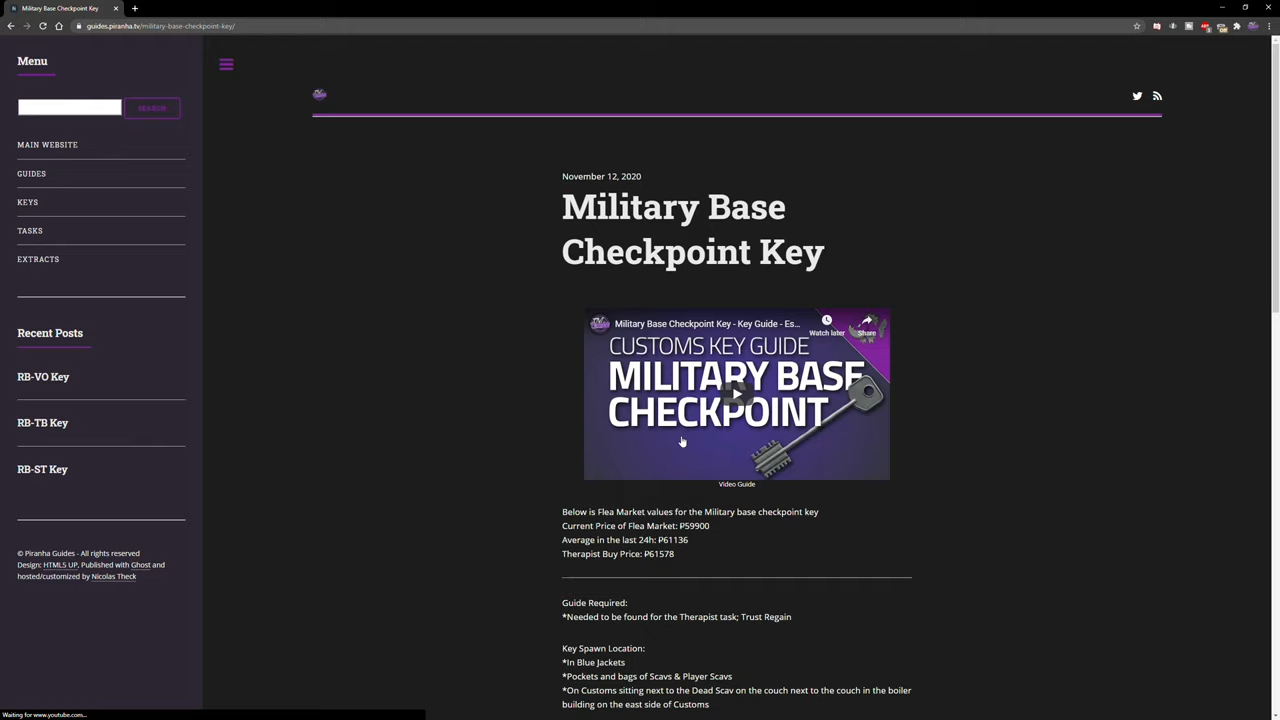 Military Base Checkpoint Key
guides.piranha.tv/military-base-checkpoint-key/
Menu
SEARCH
MAIN WEBSITE
GUIDES
KEYS
TASKS
EXTRACTS
Recent Posts
RB-VO Key
RB-TB Key
RB-ST Key
© Piranha Guides - All rights reserved
Design: HTML5 UP, Published with Ghost and
hosted/customized by Nicolas Theck
November 12, 2020
Military Base
Checkpoint Key
Military Base Checkpoint Key - Key Guide - Es...
Watch later
Share
CUSTOMS KEY GUIDE
MILITARY BASE
CHECKPOINT
Video Guide
Below is Flea Market values for the Military base checkpoint key
Current Price of Flea Market: ₽59900
Average in the last 24h: ₽61136
Therapist Buy Price: ₽61578
Guide Required:
*Needed to be found for the Therapist task; Trust Regain
Key Spawn Location:
*In Blue Jackets
*Pockets and bags of Scavs & Player Scavs
*On Customs sitting next to the Dead Scav on the couch next to the couch in the boiler
building on the east side of Customs
Waiting for www.youtube.com...